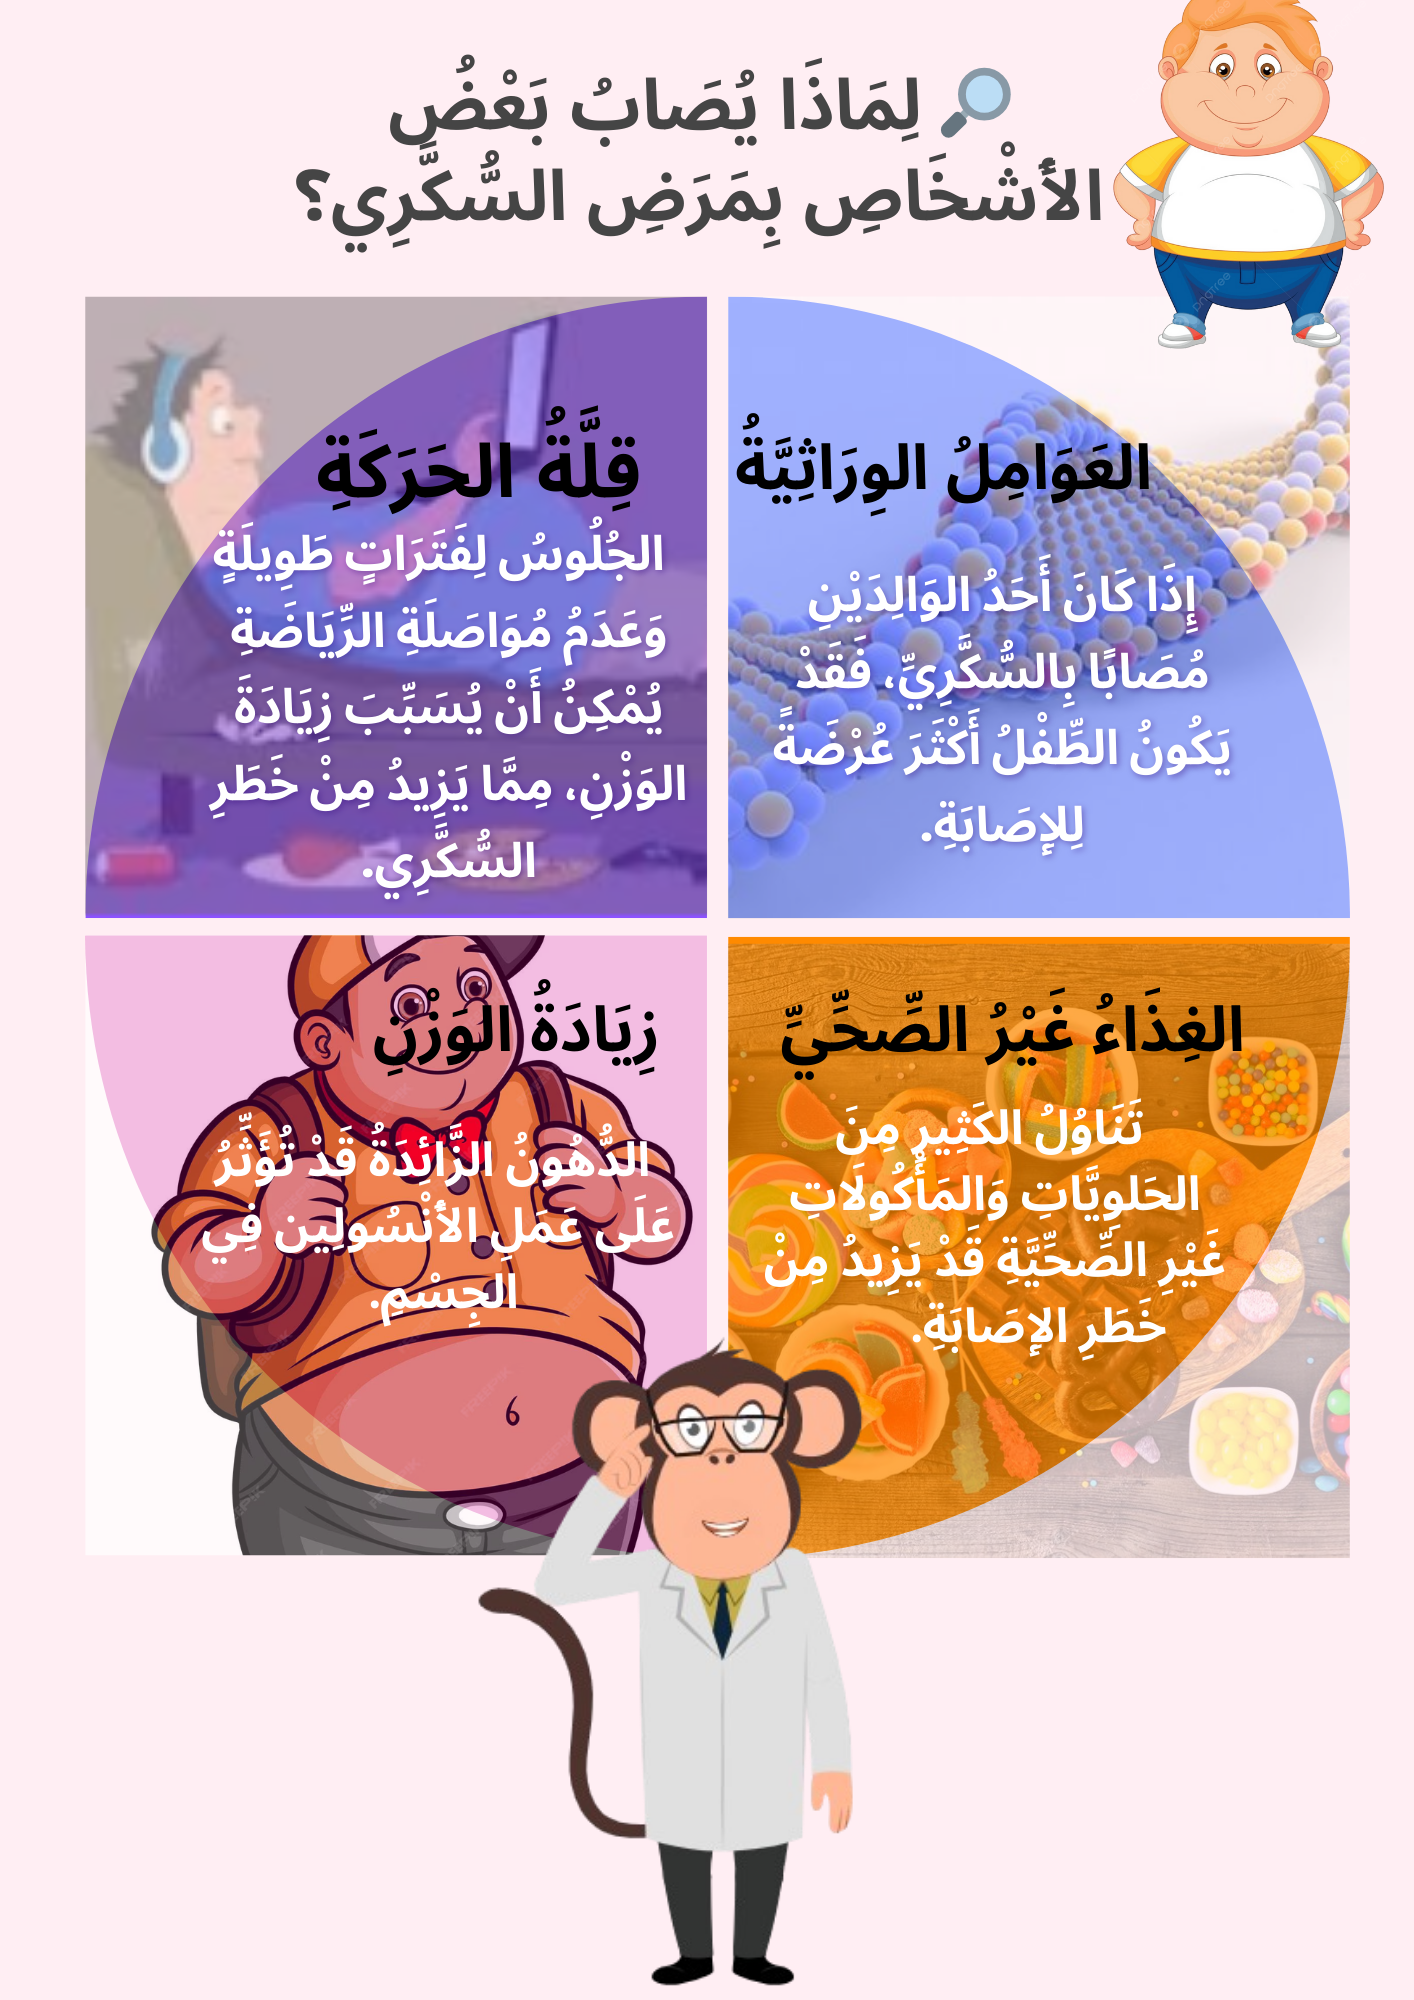 🔎 لِمَاذَا يُصَابُ بَعْضُ
الأَشْخَاصِ بِمَرَضِ السُّكَّرِي؟
العَوَامِلُ الوِرَاثِيَّةُ
إِذَا كَانَ أَحَدُ الوَالِدَيْنِ
مُصَابًا بِالسُّكَّرِيِّ، فَقَدْ
يَكُونُ الطِّفْلُ أَكْثَرَ عُرْضَةً
لِلإِصَابَةِ.
قِلَّةُ الحَرَكَةِ
الجُلُوسُ لِفَتَرَاتٍ طَوِيلَةٍ
وَعَدَمُ مُوَاصَلَةِ الرِّيَاضَةِ
يُمْكِنُ أَنْ يُسَبِّبَ زِيَادَةَ
الوَزْنِ، مِمَّا يَزِيدُ مِنْ خَطَرِ
السُّكَّرِي.
الغِذَاءُ غَيْرُ الصِّحِّيِّ
تَنَاوُلُ الكَثِيرِ مِنَ
الحَلوِيَّاتِ وَالمَأْكُولَاتِ
غَيْرِ الصِّحِّيَّةِ قَدْ يَزِيدُ مِنْ
خَطَرِ الإِصَابَةِ.
زِيَادَةُ الوَزْنِ
الدُّهُونُ الزَّائِدَةُ قَدْ تُؤَثِّرُ
عَلَى عَمَلِ الأَنْسُولِين فِي
الجِسْمِ.